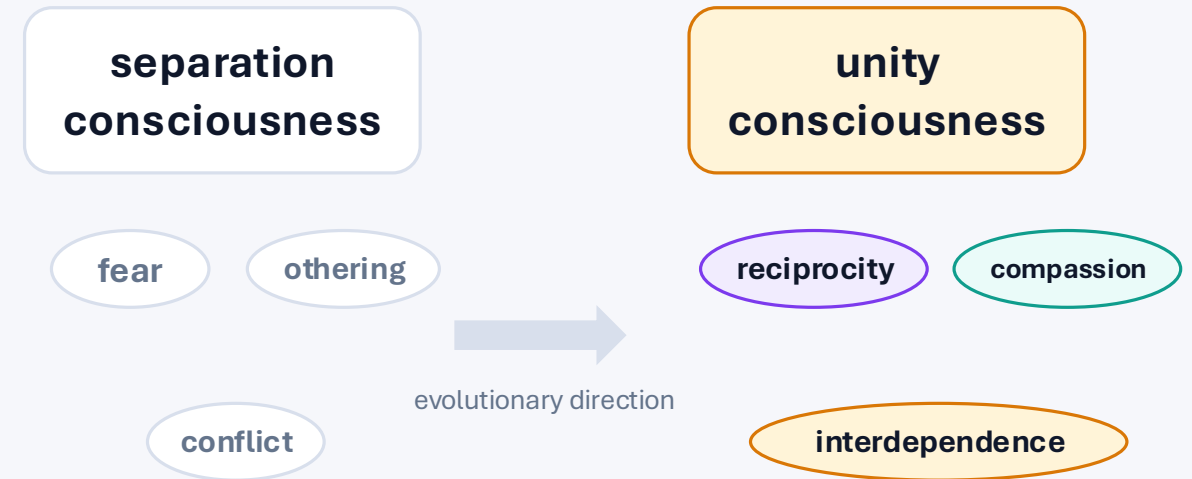 separation
consciousness
unity
consciousness
fear
othering
reciprocity
compassion
evolutionary direction
conflict
interdependence